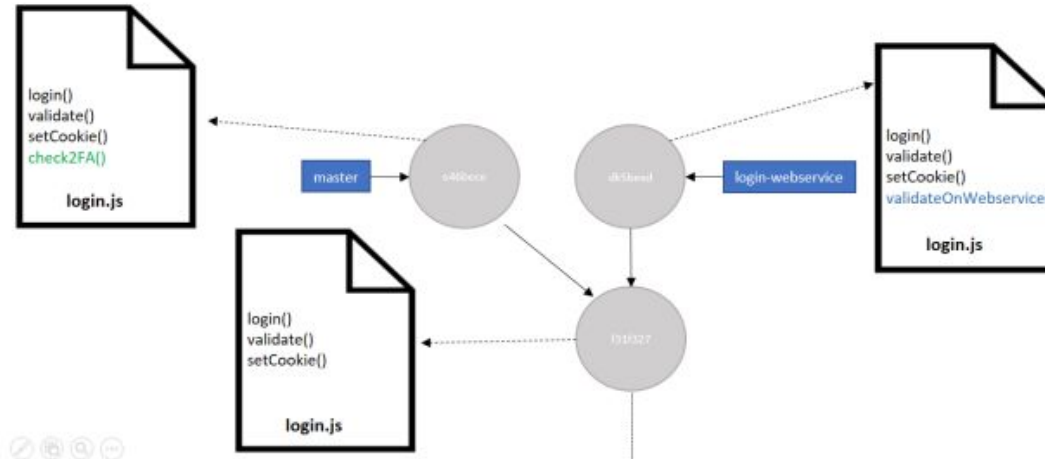 login()
validate()
setCookie()
check2FA()
login.js
master
login-webservice
login()
validate()
setCookie()
validateOnWebservice
login.js
login()
validate()
setCookie()
login.js
f31f327